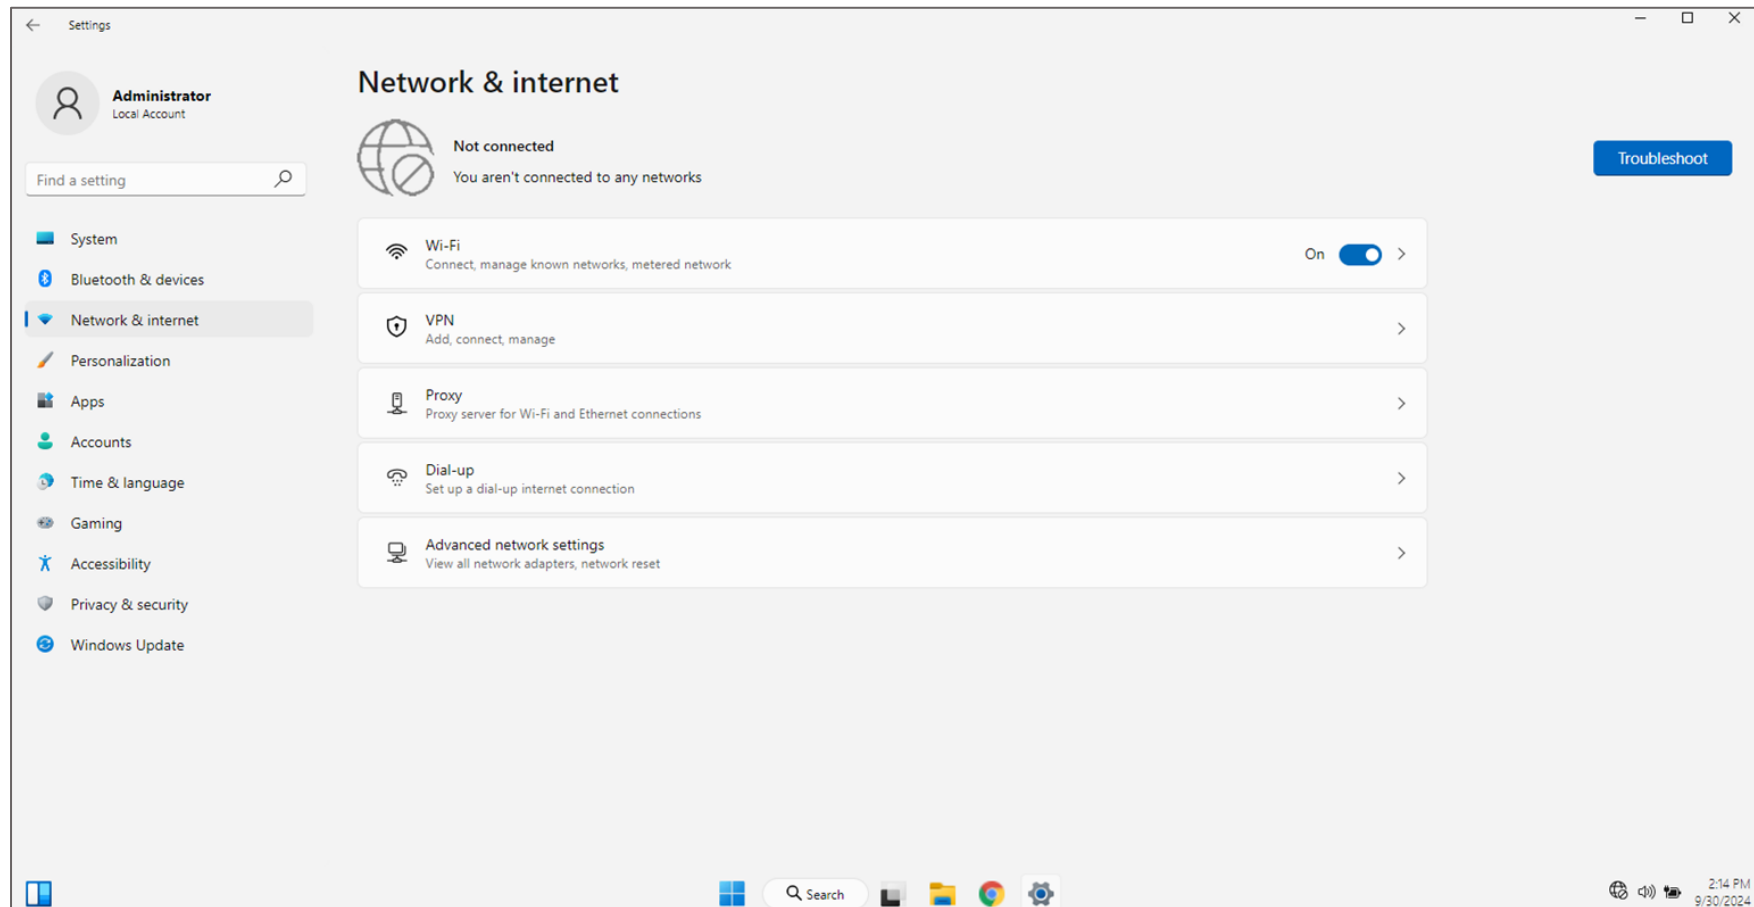 Settings
Administrator
Local Account
Find a setting
System
Bluetooth & devices
Network & internet
Personalization
Apps
Accounts
Time & language
Gaming
Accessibility
Privacy & security
Windows Update
Network & internet
Not connected
You aren't connected to any networks
Troubleshoot
Wi-Fi
Connect, manage known networks, metered network
On
VPN
Add, connect, manage
Proxy
Proxy server for Wi-Fi and Ethernet connections
Dial-up
Set up a dial-up internet connection
Advanced network settings
View all network adapters, network reset
Search
2:14 PM
9/30/2024